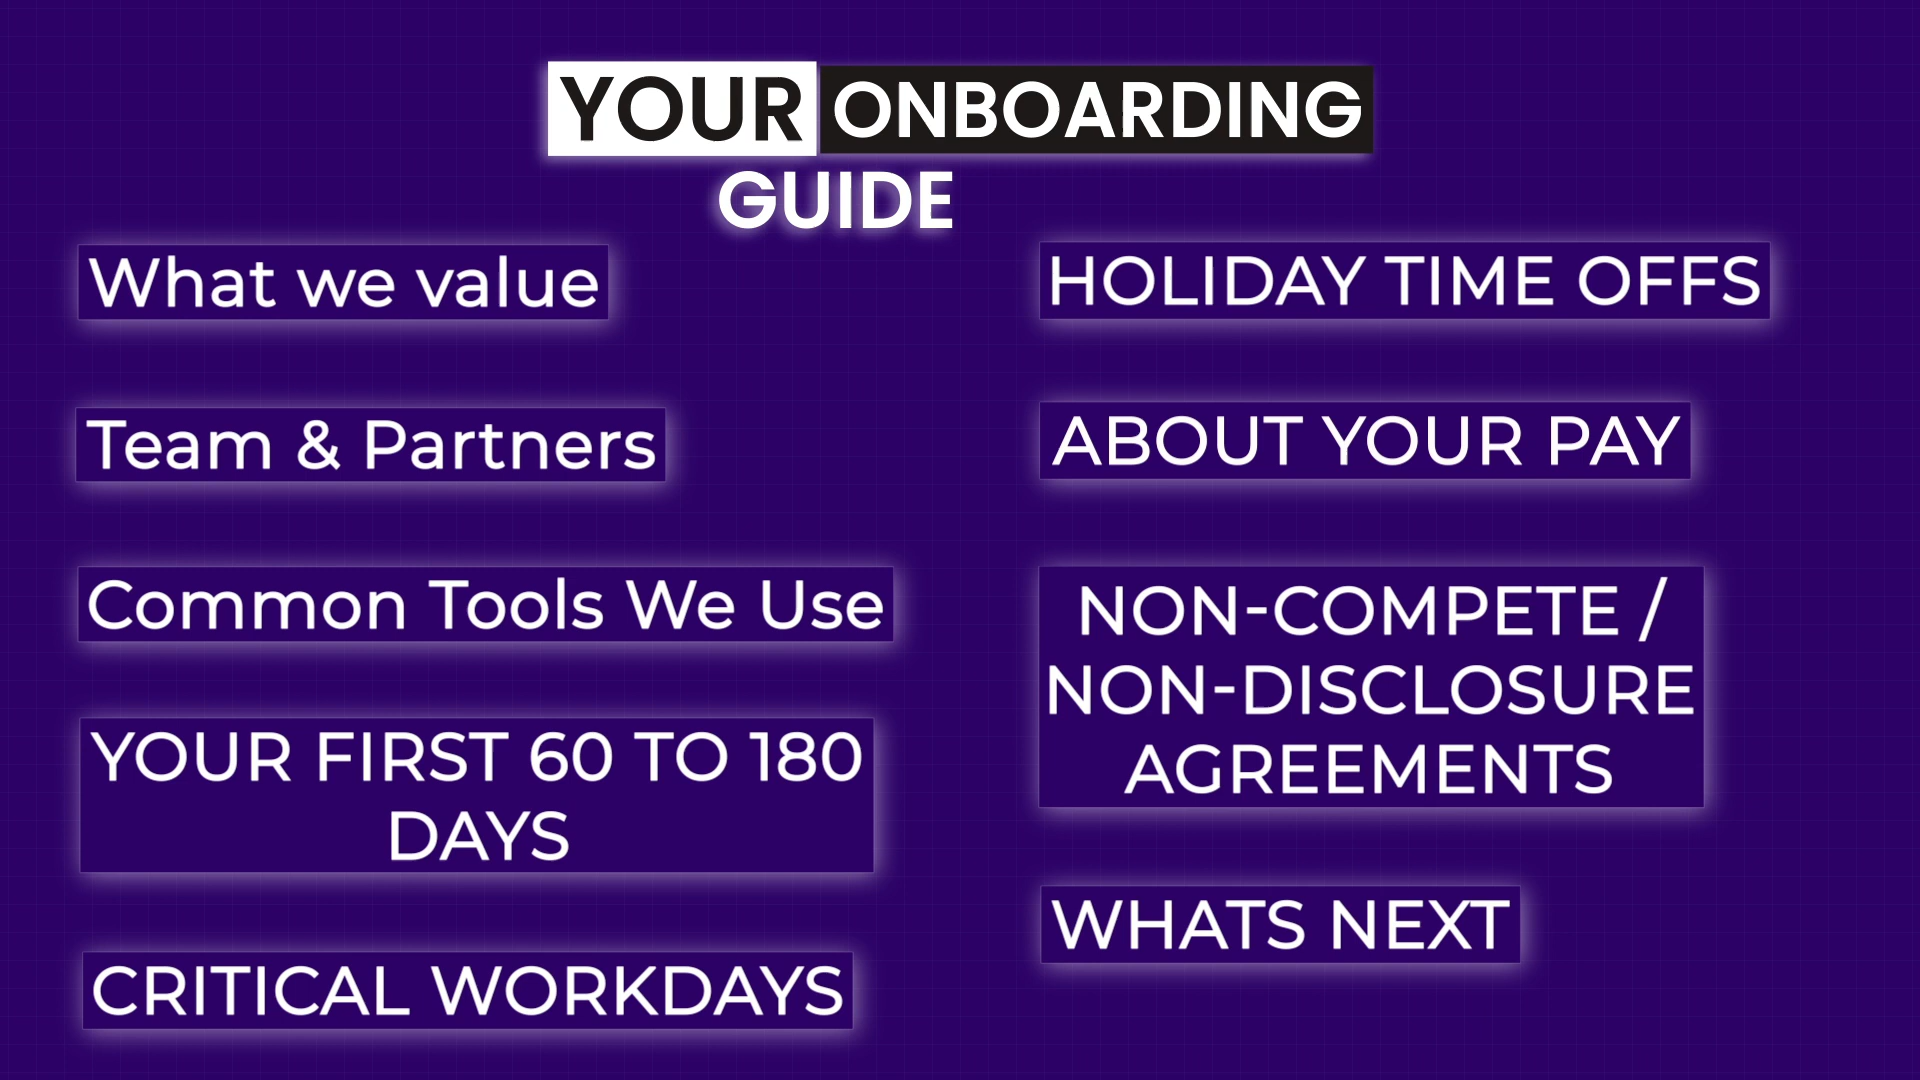 YOUR ONBOARDING
GUIDE
What we value
Team & Partners
Common Tools We Use
YOUR FIRST 60 TO 180
DAYS
CRITICAL WORKDAYS
HOLIDAY TIME OFFS
ABOUT YOUR PAY
NON-COMPETE /
NON-DISCLOSURE
AGREEMENTS
WHATS NEXT